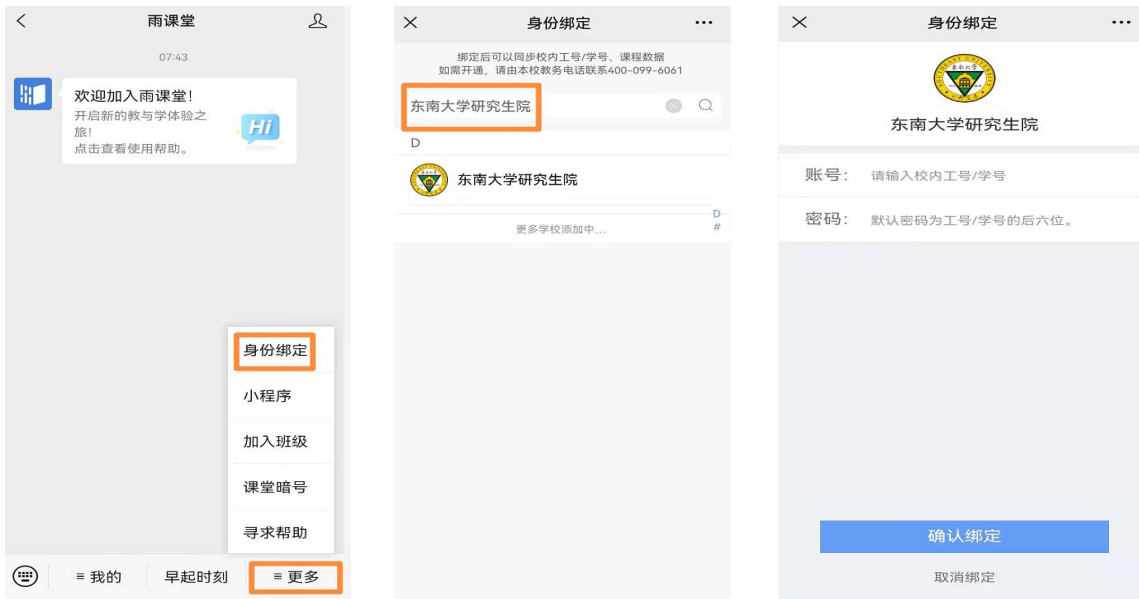 雨课堂
07:43
欢迎加入雨课堂!
开启新的教与学体验之
旅!
点击查看使用帮助。
Hi
身份绑定
小程序
加入班级
课堂暗号
寻求帮助
≡ 我的
早起时刻
≡ 更多
身份绑定
绑定后可以同步校内工号/学号、课程数据
如需开通，请由本校教务电话联系400-099-6061
东南大学研究生院
D
东南大学研究生院
D
#
更多学校添加中...
身份绑定
东南大学研究生院
账号： 请输入校内工号/学号
密码： 默认密码为工号/学号的后六位。
确认绑定
取消绑定